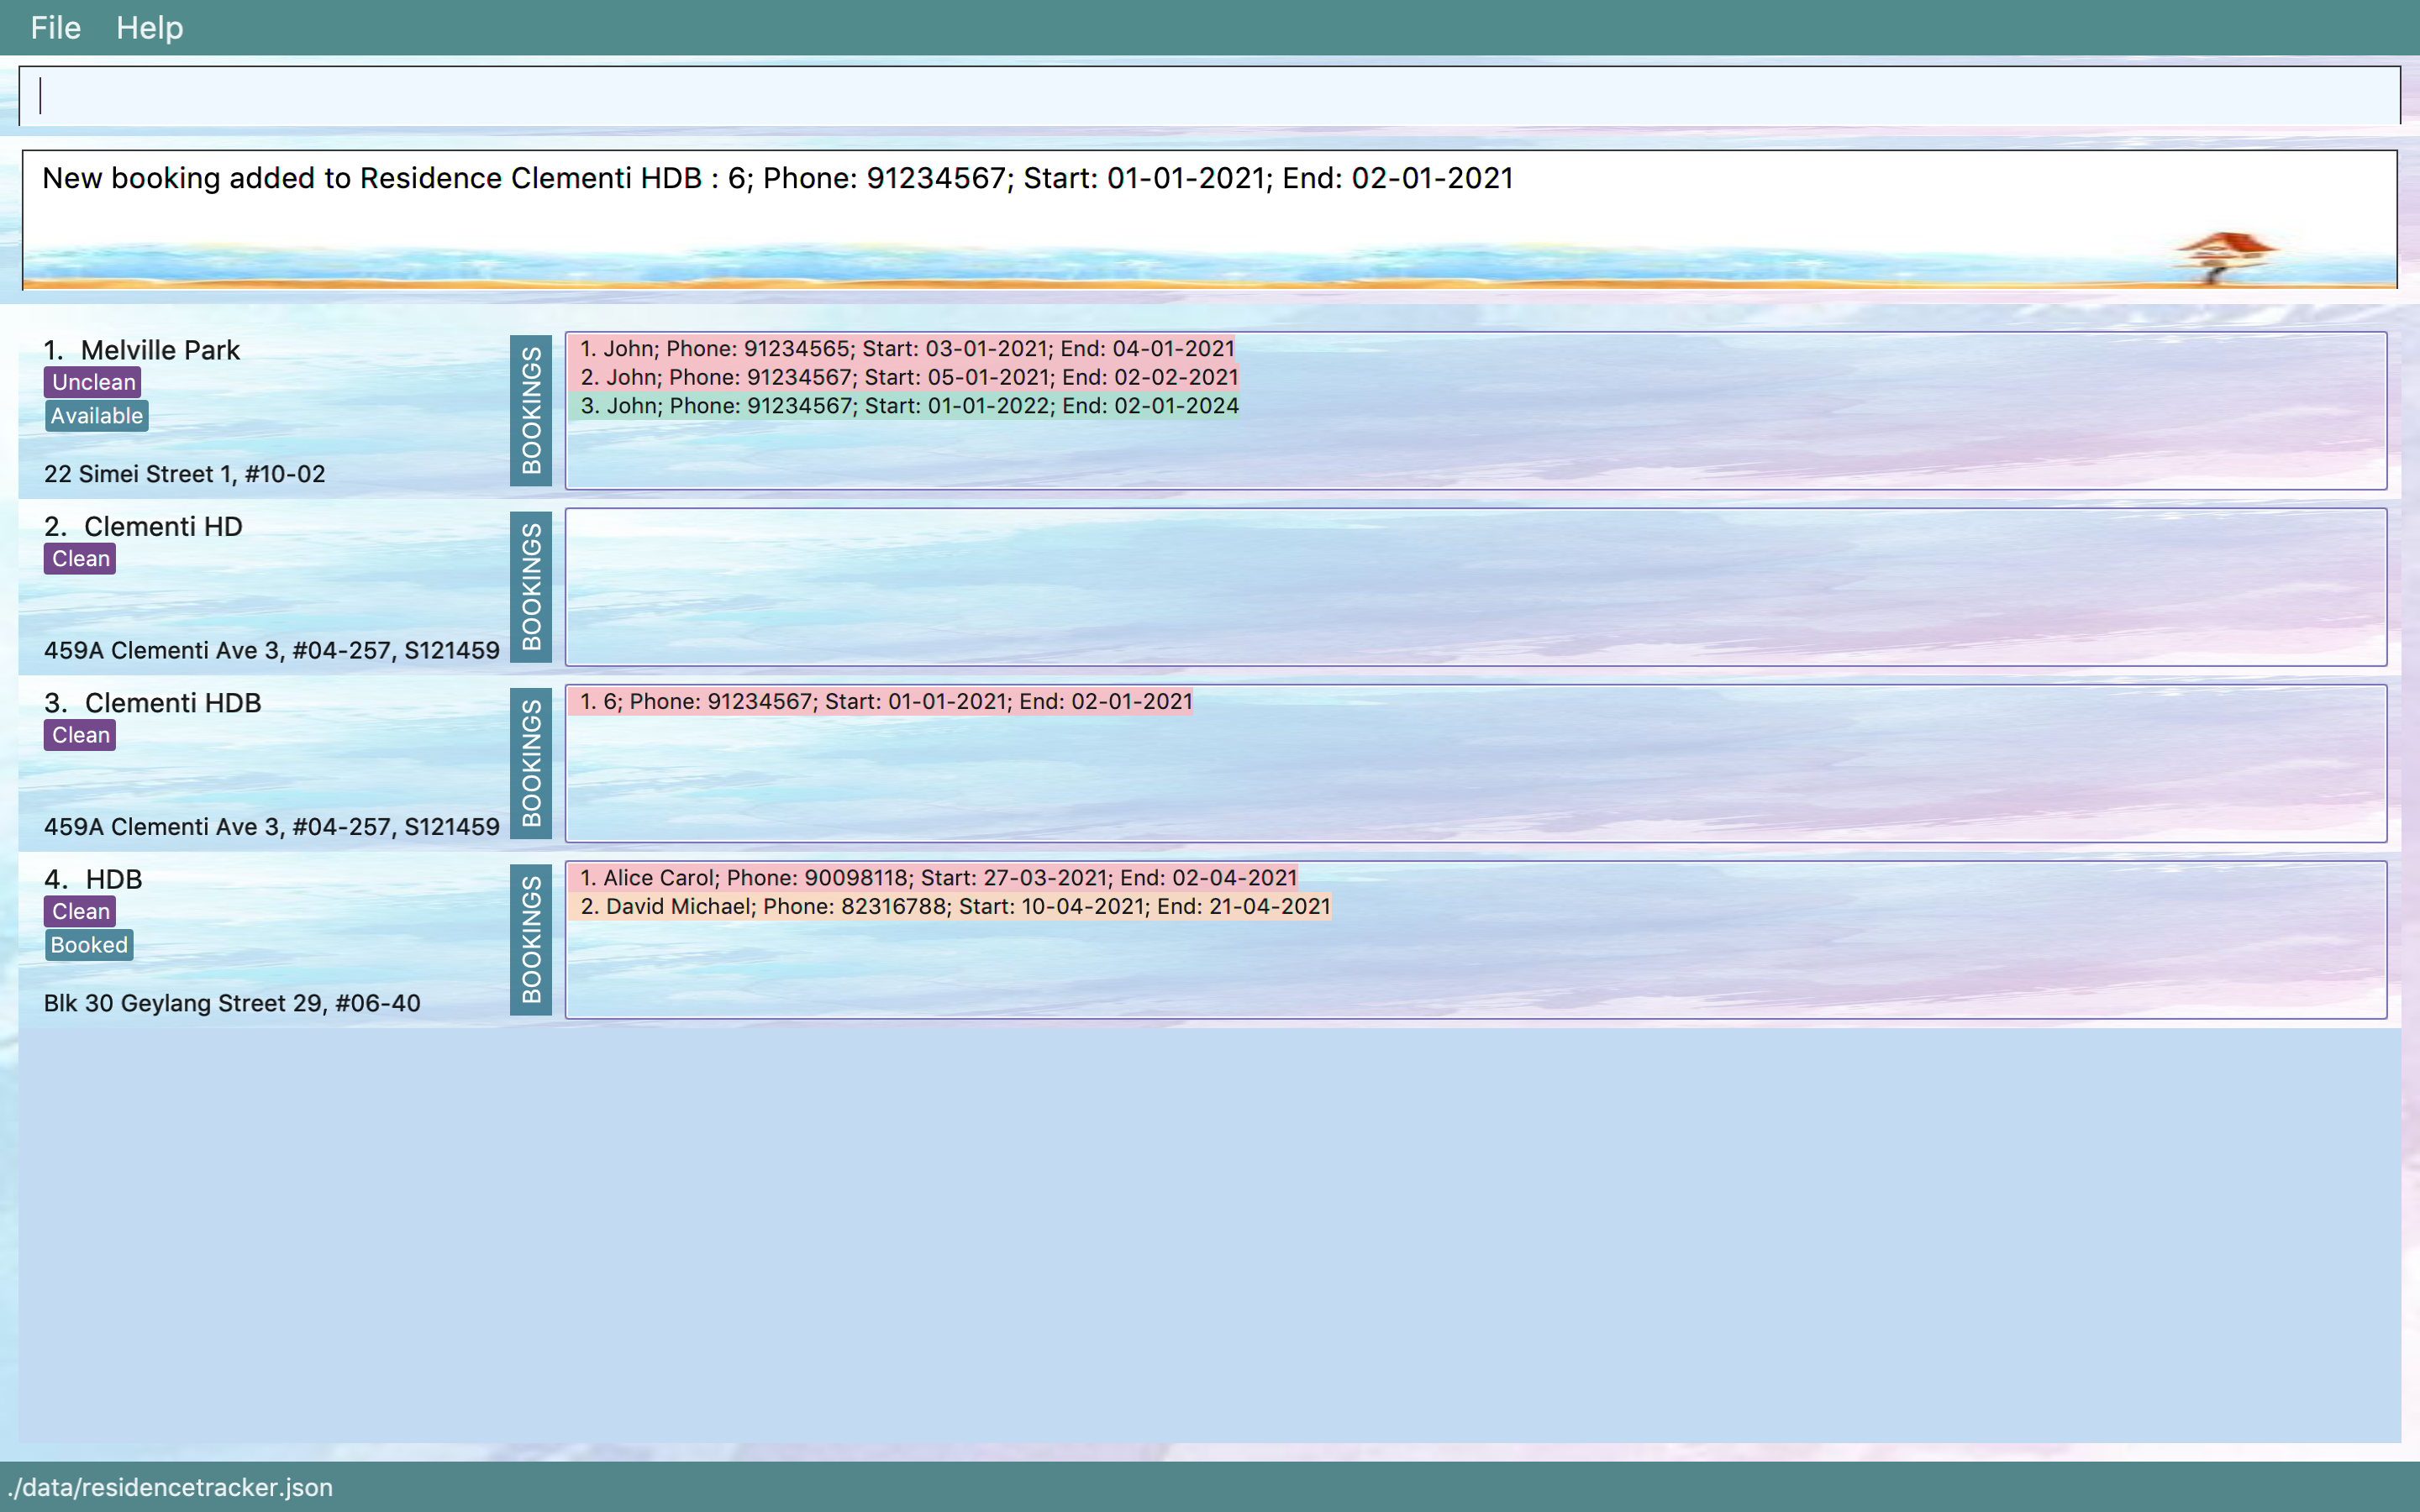 File Help
New booking added to Residence Clementi HDB : 6; Phone: 91234567; Start: 01-01-2021; End: 02-01-2021
1. Melville Park
Unclean
Available
22 Simei Street 1, #10-02
BOOKINGS
1. John; Phone: 91234565; Start: 03-01-2021; End: 04-01-2021
2. John; Phone: 91234567; Start: 05-01-2021; End: 02-02-2021
3. John; Phone: 91234567; Start: 01-01-2022; End: 02-01-2024
2. Clementi HD
Clean
459A Clementi Ave 3, #04-257, S121459
BOOKINGS
3. Clementi HDB
Clean
459A Clementi Ave 3, #04-257, S121459
BOOKINGS
1. 6; Phone: 91234567; Start: 01-01-2021; End: 02-01-2021
4. HDB
Clean
Booked
Blk 30 Geylang Street 29, #06-40
BOOKINGS
1. Alice Carol; Phone: 90098118; Start: 27-03-2021; End: 02-04-2021
2. David Michael; Phone: 82316788; Start: 10-04-2021; End: 21-04-2021
./data/residencetracker.json